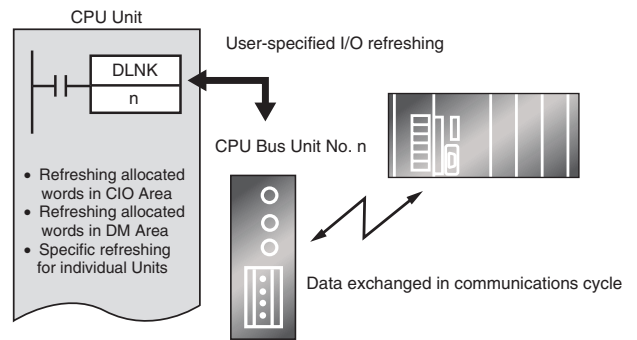 CPU Unit
User-specified I/O refreshing
DLNK
n
CPU Bus Unit No. n
• Refreshing allocated
words in CIO Area
• Refreshing allocated
words in DM Area
• Specific refreshing
for individual Units
Data exchanged in communications cycle